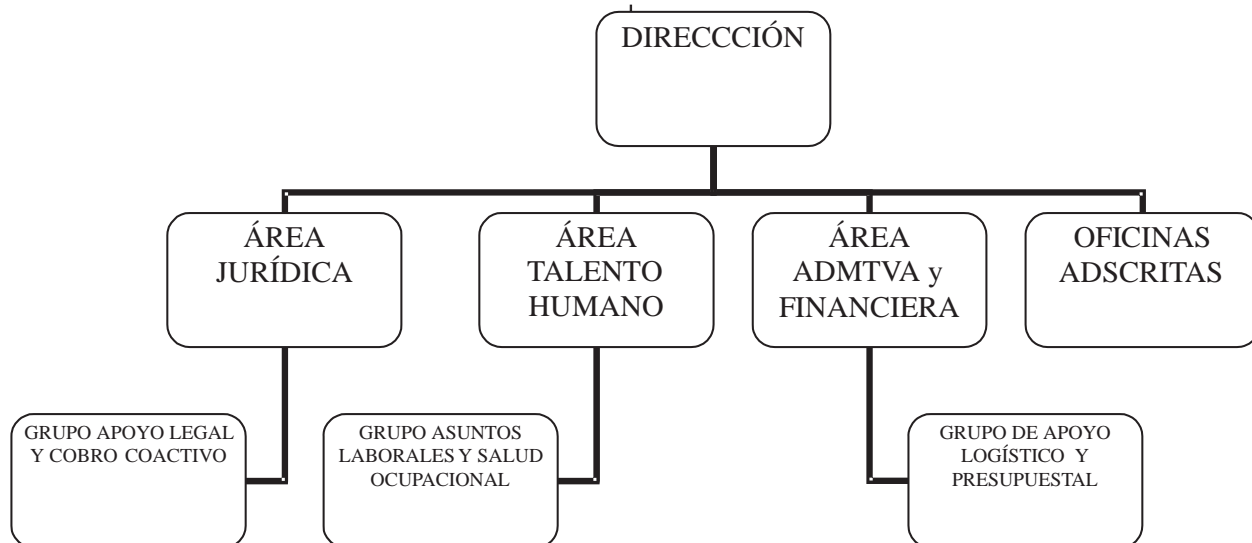 DIRECCCIÓN
ÁREA
JURÍDICA
ÁREA
TALENTO
HUMANO
ÁREA
ADMTVA y
FINANCIERA
OFICINAS
ADSCRITAS
GRUPO APOYO LEGAL
Y COBRO COACTIVO
GRUPO ASUNTOS
LABORALES Y SALUD
OCUPACIONAL
GRUPO DE APOYO
LOGÍSTICO Y
PRESUPUESTAL